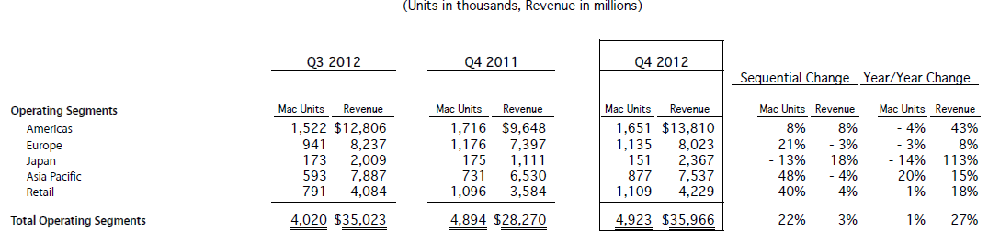 (Units in thousands, Revenue in millions)
Q3 2012 Q4 2011 Q4 2012
Sequential Change Year/Year Change
Operating Segments Mac Units Revenue Mac Units Revenue Mac Units Revenue Mac Units Revenue Mac Units Revenue
Americas 1,522 $12,806 1,716 $9,648 1,651 $13,810 8% 8% - 4% 43%
Europe 941 8,237 1,176 7,397 1,135 8,023 21% - 3% - 3% 8%
Japan 173 2,009 175 1,111 151 2,367 - 13% 18% - 14% 113%
Asia Pacific 593 7,887 731 6,530 877 7,537 48% - 4% 20% 15%
Retail 791 4,084 1,096 3,584 1,109 4,229 40% 4% 1% 18%
Total Operating Segments 4,020 $35,023 4,894 $28,270 4,923 $35,966 22% 3% 1% 27%